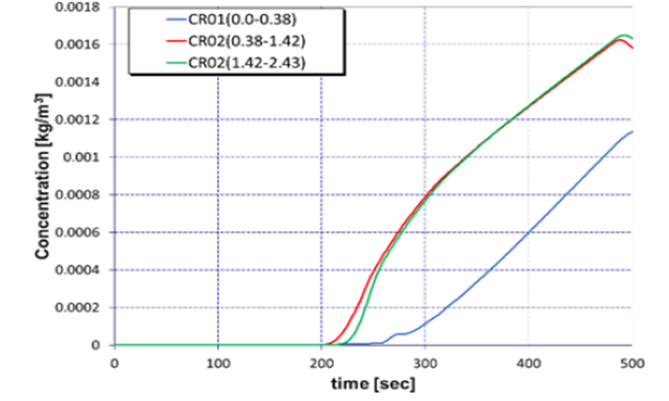 0.0018
CR01(0.0-0.38)
CR02(0.38-1.42)
CR02(1.42-2.43)
0.0016
0.0014
0.0012
0.001
0.0008
0.0006
0.0004
0.0002
0
Concentration [kg/m³]
0 100 200 300 400 500
time [sec]